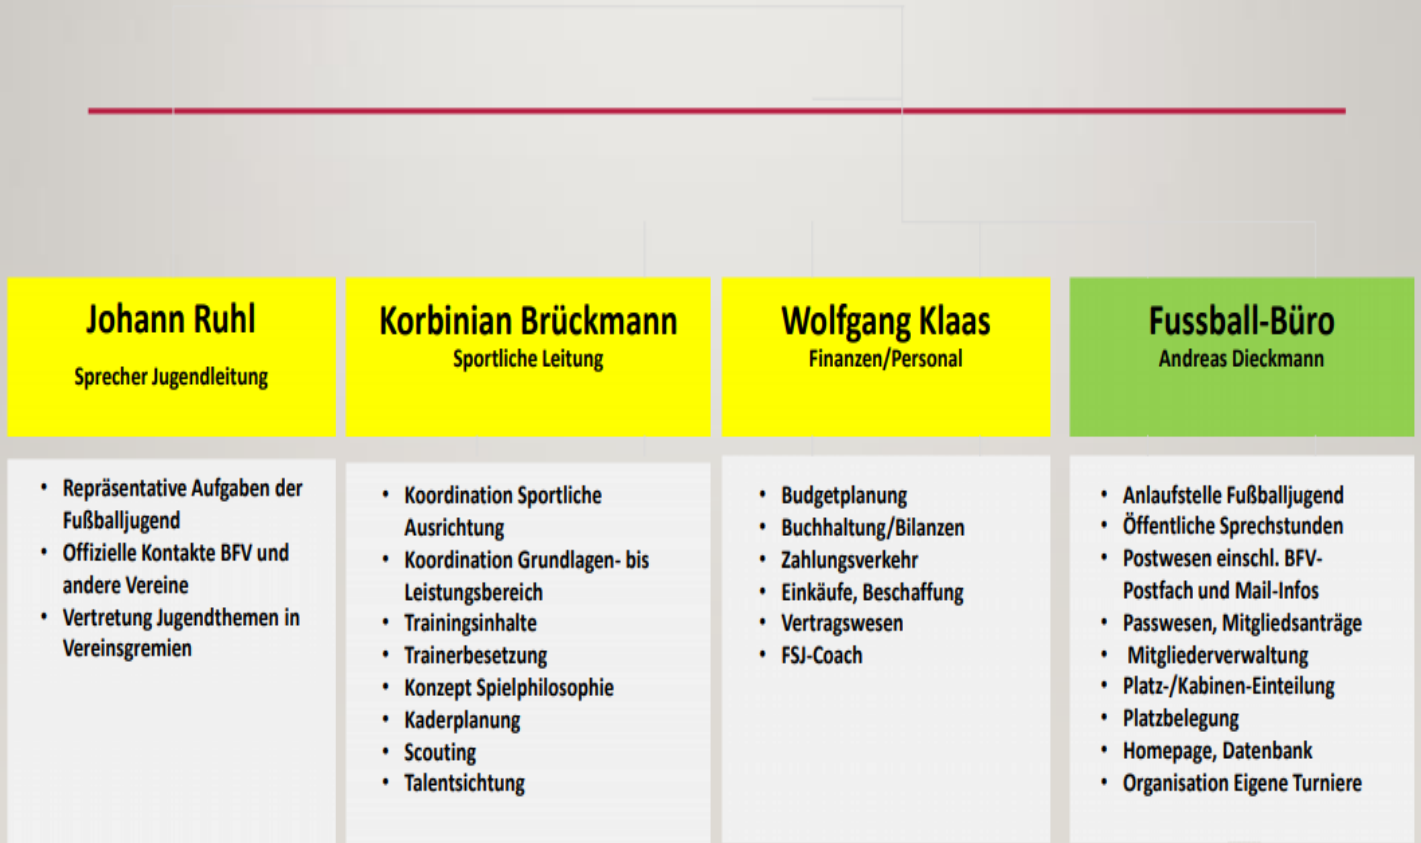 Johann Ruhl
Sprecher Jugendleitung
• Repräsentative Aufgaben der
Fußballjugend
• Offizielle Kontakte BFV und
andere Vereine
• Vertretung Jugendthemen in
Vereinsgremien
Korbinian Brückmann
Sportliche Leitung
• Koordination Sportliche
Ausrichtung
• Koordination Grundlagen- bis
Leistungsbereich
• Trainingsinhalte
• Trainerbesetzung
• Konzept Spielphilosophie
• Kaderplanung
• Scouting
• Talentsichtung
Wolfgang Klaas
Finanzen/Personal
• Budgetplanung
• Buchhaltung/Bilanzen
• Zahlungsverkehr
• Einkäufe, Beschaffung
• Vertragswesen
• FSJ-Coach
Fussball-Büro
Andreas Dieckmann
• Anlaufstelle Fußballjugend
• Öffentliche Sprechstunden
• Postwesen einschl. BFV-
Postfach und Mail-Infos
• Passwesen, Mitgliedsanträge
• Mitgliederverwaltung
• Platz-/Kabinen-Einteilung
• Platzbelegung
• Homepage, Datenbank
• Organisation Eigene Turniere